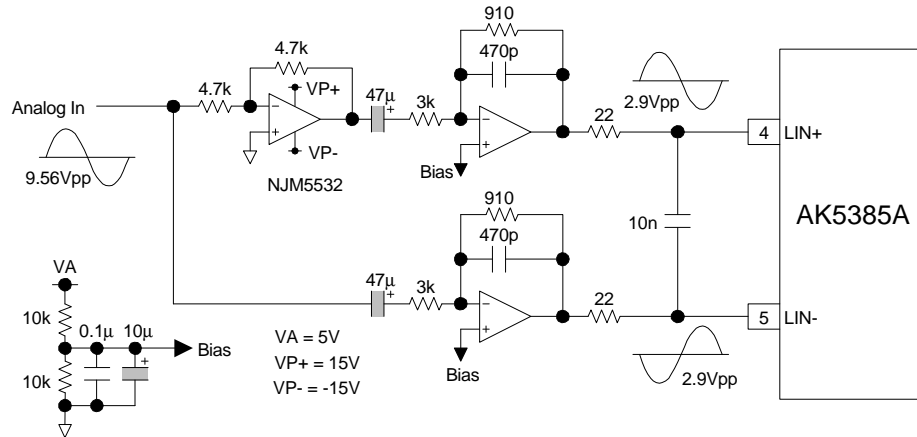 910
4.7k
470p
4.7k
VP+
47µ
3k
2.9Vpp
22
Analog In
4
LIN+
VP-
Bias
9.56Vpp
NJM5532
910
AK5385A
470p
10n
VA
47µ
3k
22
10k
0.1µ
10µ
5
LIN-
Bias
VA = 5V
10k
VP+ = 15V
Bias
2.9Vpp
VP- = -15V